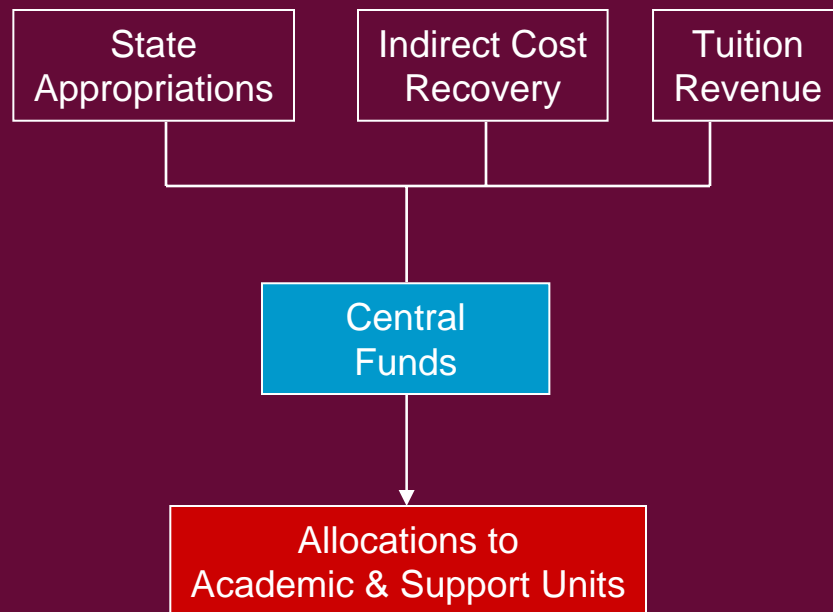 State
Appropriations
Indirect Cost
Recovery
Tuition
Revenue
Central
Funds
Allocations to
Academic & Support Units